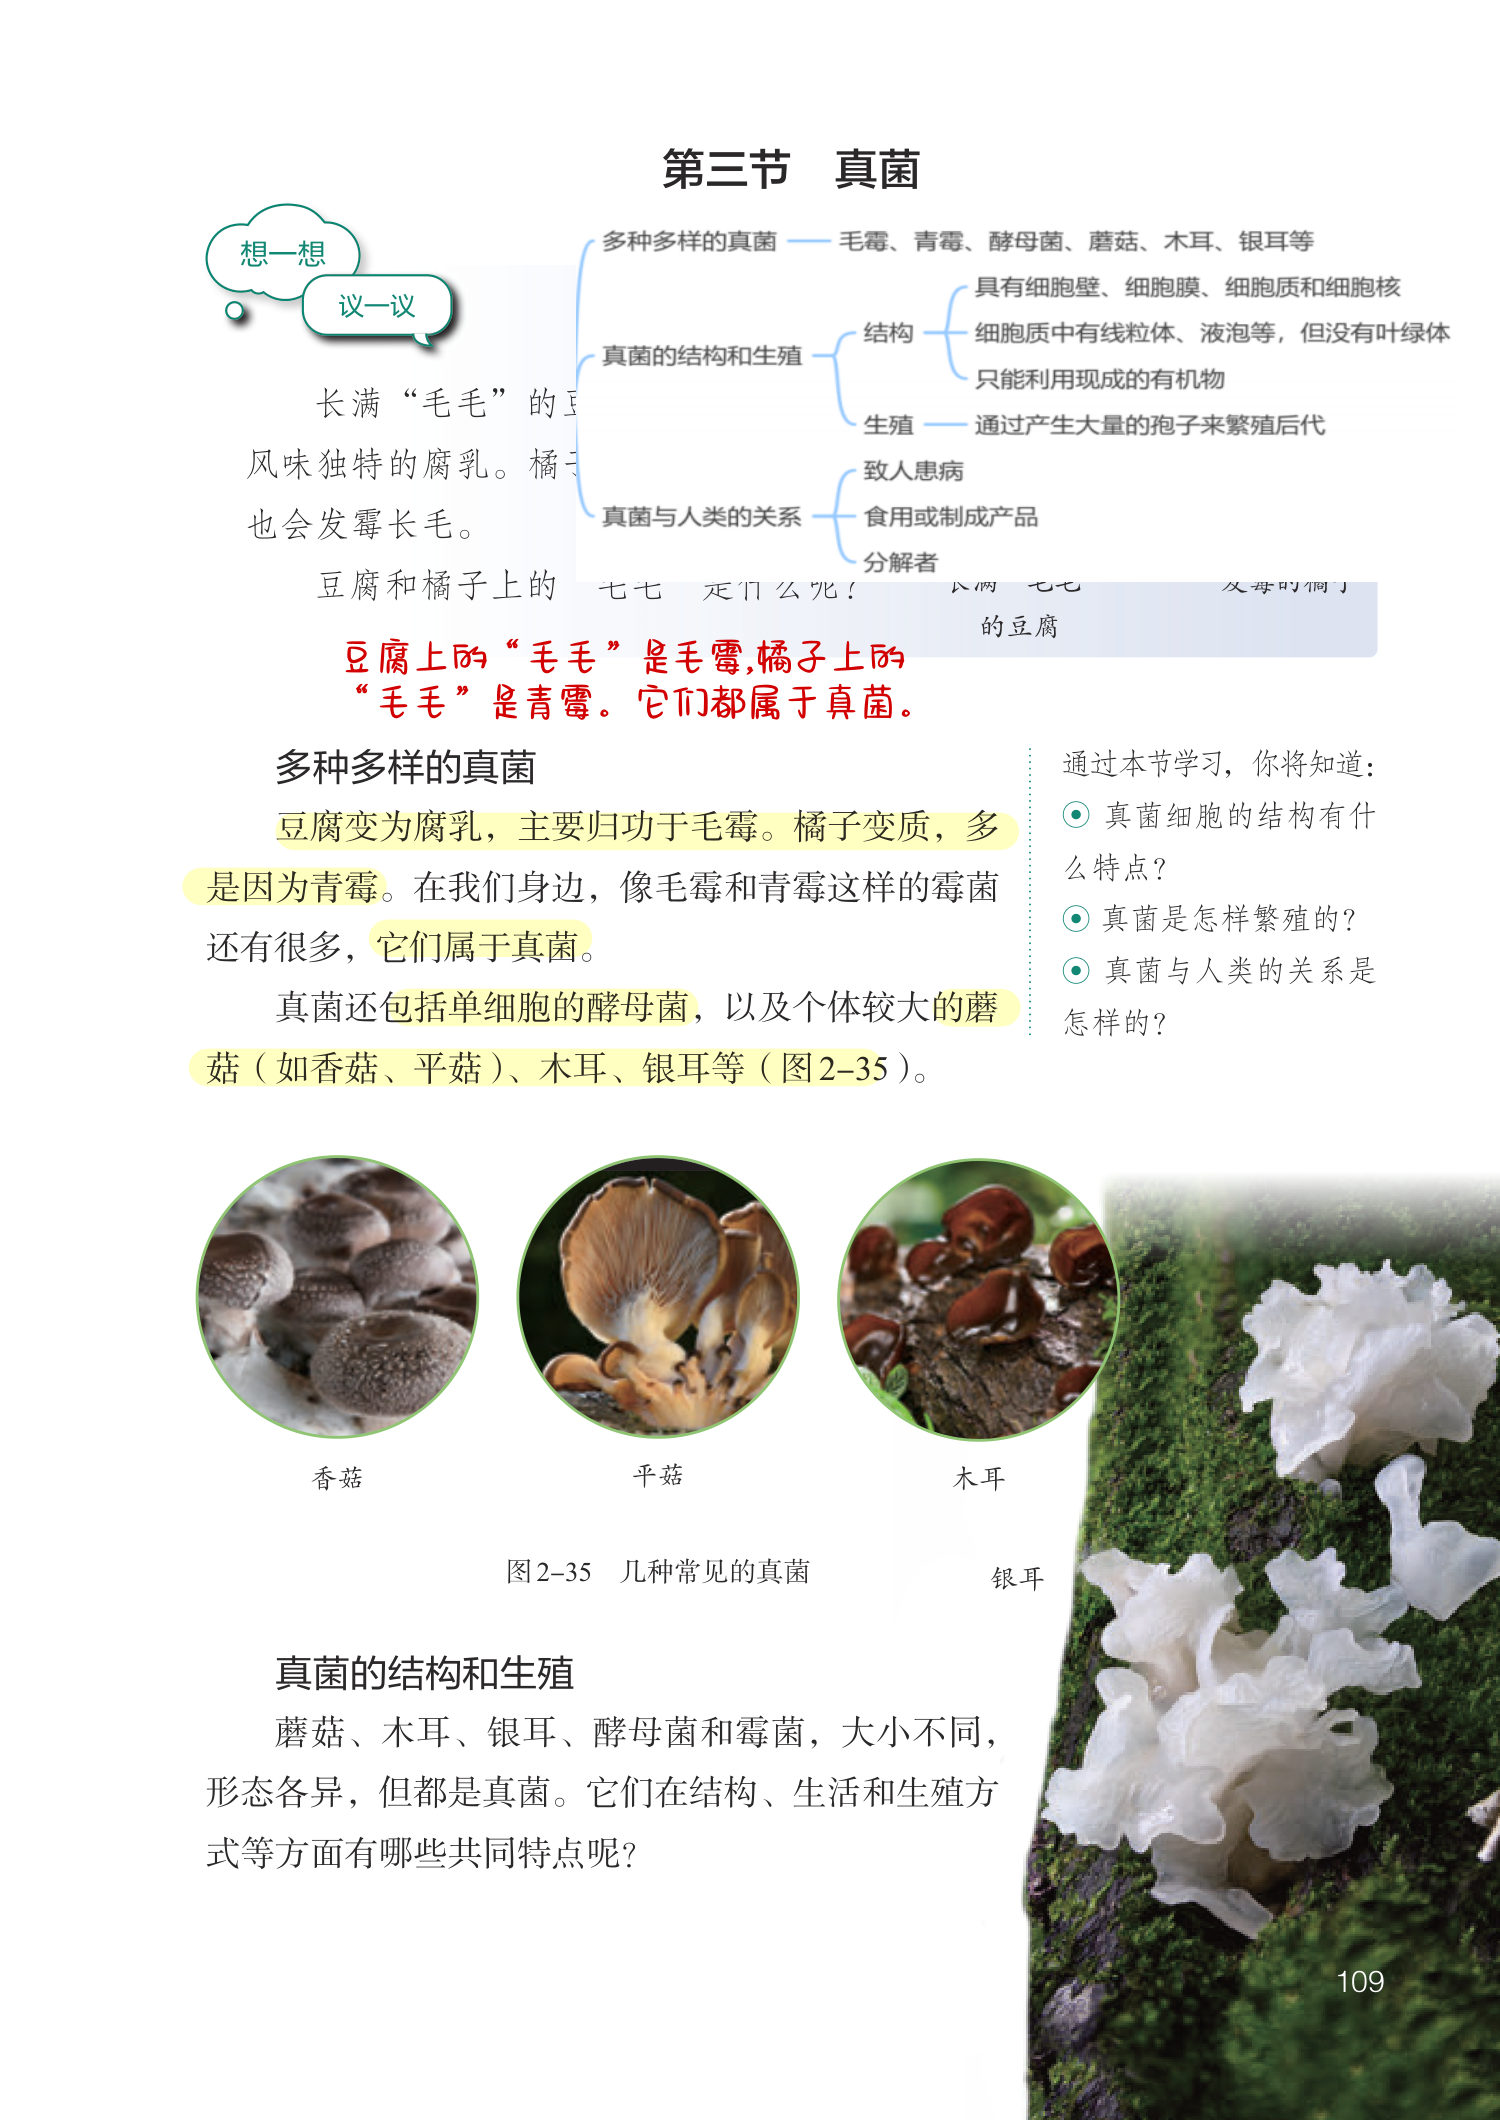 第三节 真菌
想一想
议一议
多种多样的真菌 毛霉、青霉、酵母菌、蘑菇、木耳、银耳等
具有细胞壁、细胞膜、细胞质和细胞核
结构 细胞质中有线粒体、液泡等，但没有叶绿体
真菌的结构和生殖
只能利用现成的有机物
生殖 通过产生大量的孢子来繁殖后代
致人患病
真菌与人类的关系 食用或制成产品
分解者
长满“毛毛”的
风味独特的腐乳。橘
也会发霉长毛。
豆腐和橘子上的 毛毛 是什么呢？
长满 毛毛
的豆腐
发霉的橘子
豆腐上的“毛毛”是毛霉,橘子上的
“毛毛”是青霉。它们都属于真菌。
多种多样的真菌
豆腐变为腐乳，主要归功于毛霉。橘子变质，多
是因为青霉。在我们身边，像毛霉和青霉这样的霉菌
还有很多，它们属于真菌。
真菌还包括单细胞的酵母菌，以及个体较大的蘑
菇（如香菇、平菇）、木耳、银耳等（图2-35）。
通过本节学习，你将知道：
真菌细胞的结构有什
么特点？
真菌是怎样繁殖的？
真菌与人类的关系是
怎样的？
香菇
平菇
木耳
图2-35 几种常见的真菌
银耳
真菌的结构和生殖
蘑菇、木耳、银耳、酵母菌和霉菌，大小不同，
形态各异，但都是真菌。它们在结构、生活和生殖方
式等方面有哪些共同特点呢？
109